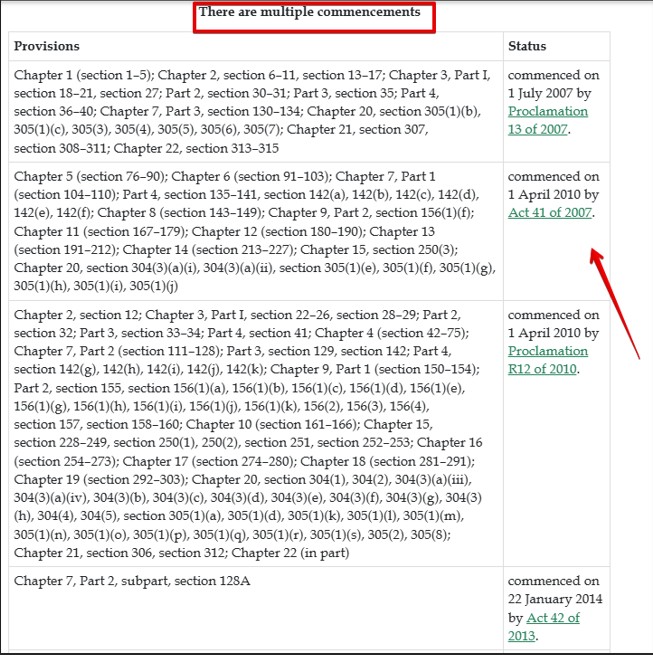 There are multiple commencements
Provisions
Status
Chapter 1 (section 1–5); Chapter 2, section 6–11, section 13–17; Chapter 3, Part I,
section 18–21, section 27; Part 2, section 30–31; Part 3, section 35; Part 4,
section 36–40; Chapter 7, Part 3, section 130–134; Chapter 20, section 305(1)(b),
305(1)(c), 305(3), 305(4), 305(5), 305(6), 305(7); Chapter 21, section 307,
section 308–311; Chapter 22, section 313–315
commenced on
1 July 2007 by
Proclamation
13 of 2007.
Chapter 5 (section 76–90); Chapter 6 (section 91–103); Chapter 7, Part 1
(section 104–110); Part 4, section 135–141, section 142(a), 142(b), 142(c), 142(d),
142(e), 142(f); Chapter 8 (section 143–149); Chapter 9, Part 2, section 156(1)(f);
Chapter 11 (section 167–179); Chapter 12 (section 180–190); Chapter 13
(section 191–212); Chapter 14 (section 213–227); Chapter 15, section 250(3);
Chapter 20, section 304(3)(a)(i), 304(3)(a)(ii), section 305(1)(e), 305(1)(f), 305(1)(g),
305(1)(h), 305(1)(i), 305(1)(j)
commenced on
1 April 2010 by
Act 41 of 2007.
Chapter 2, section 12; Chapter 3, Part I, section 22–26, section 28–29; Part 2,
section 32; Part 3, section 33–34; Part 4, section 41; Chapter 4 (section 42–75);
Chapter 7, Part 2 (section 111–128); Part 3, section 129, section 142; Part 4,
section 142(g), 142(h), 142(i), 142(j), 142(k); Chapter 9, Part 1 (section 150–154);
Part 2, section 155, section 156(1)(a), 156(1)(b), 156(1)(c), 156(1)(d), 156(1)(e),
156(1)(g), 156(1)(h), 156(1)(i), 156(1)(j), 156(1)(k), 156(2), 156(3), 156(4),
section 157, section 158–160; Chapter 10 (section 161–166); Chapter 15,
section 228–249, section 250(1), 250(2), section 251, section 252–253; Chapter 16
(section 254–273); Chapter 17 (section 274–280); Chapter 18 (section 281–291);
Chapter 19 (section 292–303); Chapter 20, section 304(1), 304(2), 304(3)(a)(iii),
304(3)(a)(iv), 304(3)(b), 304(3)(c), 304(3)(d), 304(3)(e), 304(3)(f), 304(3)(g), 304(3)
(h), 304(4), 304(5), section 305(1)(a), 305(1)(d), 305(1)(k), 305(1)(l), 305(1)(m),
305(1)(n), 305(1)(o), 305(1)(p), 305(1)(q), 305(1)(r), 305(1)(s), 305(2), 305(8);
Chapter 21, section 306, section 312; Chapter 22 (in part)
commenced on
1 April 2010 by
Proclamation
R12 of 2010.
Chapter 7, Part 2, subpart, section 128A
commenced on
22 January 2014
by Act 42 of
2013.